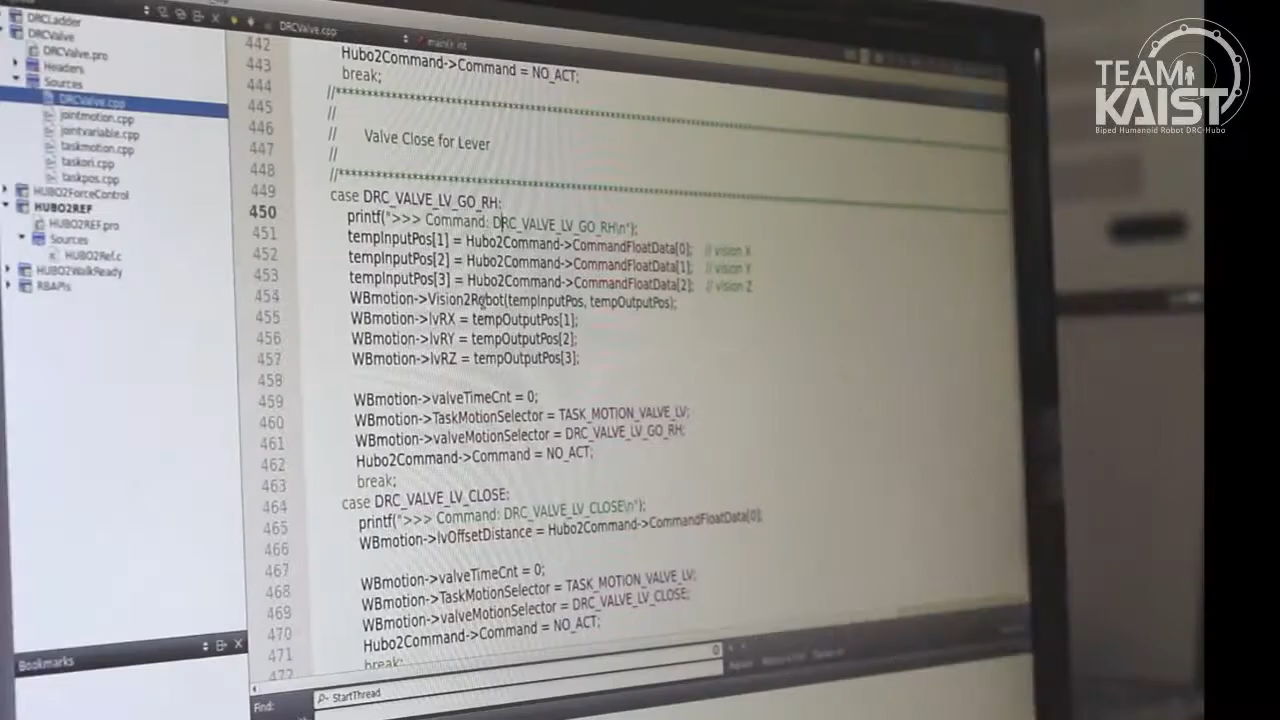 TEAM
KAIST
Biped Humanoid Robot DRC-Hubo
DRCLadder
DRCValve
DRCValve.pro
Headers
Sources
DRCValve.cpp
jointmotion.cpp
jointvariable.cpp
taskmotion.cpp
taskori.cpp
taskpos.cpp
HUBO2ForceControl
HUBO2REF
HUBO2REF.pro
Sources
HUBO2Ref.c
HUBO2WalkReady
RBAPIs
Bookmarks
DRCValve.cpp
main() int
442
443 Hubo2Command->Command = NO_ACT;
444 break;
445 //************************************************
446 //
447 // Valve Close for Lever
448 //
449 //************************************************
450 case DRC_VALVE_LV_GO_RH:
451 printf(">>> Command: DRC_VALVE_LV_GO_RH\n");
452 tempInputPos[1] = Hubo2Command->CommandFloatData[0]; // vision X
453 tempInputPos[2] = Hubo2Command->CommandFloatData[1]; // vision Y
454 tempInputPos[3] = Hubo2Command->CommandFloatData[2]; // vision Z
455 WBmotion->Vision2Robot(tempInputPos, tempOutputPos);
456 WBmotion->lvRX = tempOutputPos[1];
457 WBmotion->lvRY = tempOutputPos[2];
458 WBmotion->lvRZ = tempOutputPos[3];
459
460 WBmotion->valveTimeCnt = 0;
461 WBmotion->TaskMotionSelector = TASK_MOTION_VALVE_LV;
462 WBmotion->valveMotionSelector = DRC_VALVE_LV_GO_RH;
463 Hubo2Command->Command = NO_ACT;
464 break;
465 case DRC_VALVE_LV_CLOSE:
466 printf(">>> Command: DRC_VALVE_LV_CLOSE\n");
467 WBmotion->lvOffsetDistance = Hubo2Command->CommandFloatData[0];
468
469 WBmotion->valveTimeCnt = 0;
470 WBmotion->TaskMotionSelector = TASK_MOTION_VALVE_LV;
471 WBmotion->valveMotionSelector = DRC_VALVE_LV_CLOSE;
472 Hubo2Command->Command = NO_ACT;
break;
Find: StartThread